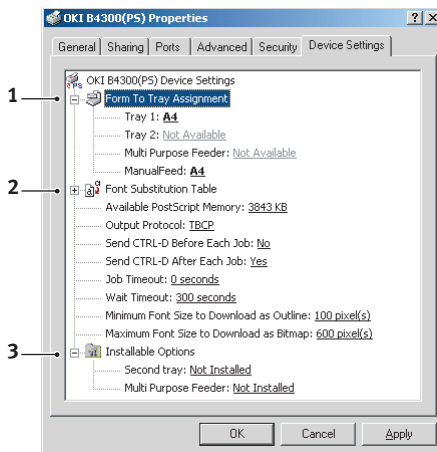 OKI B4300(PS) Properties
General Sharing Ports Advanced Security Device Settings
OKI B4300(PS) Device Settings
1 Form To Tray Assignment
Tray 1: A4
Tray 2: Not Available
Multi Purpose Feeder: Not Available
ManualFeed: A4
2 Font Substitution Table
Available PostScript Memory: 3843 KB
Output Protocol: TBCP
Send CTRL-D Before Each Job: No
Send CTRL-D After Each Job: Yes
Job Timeout: 0 seconds
Wait Timeout: 300 seconds
Minimum Font Size to Download as Outline: 100 pixel(s)
Maximum Font Size to Download as Bitmap: 600 pixel(s)
3 Installable Options
Second tray: Not Installed
Multi Purpose Feeder: Not Installed
OK Cancel Apply